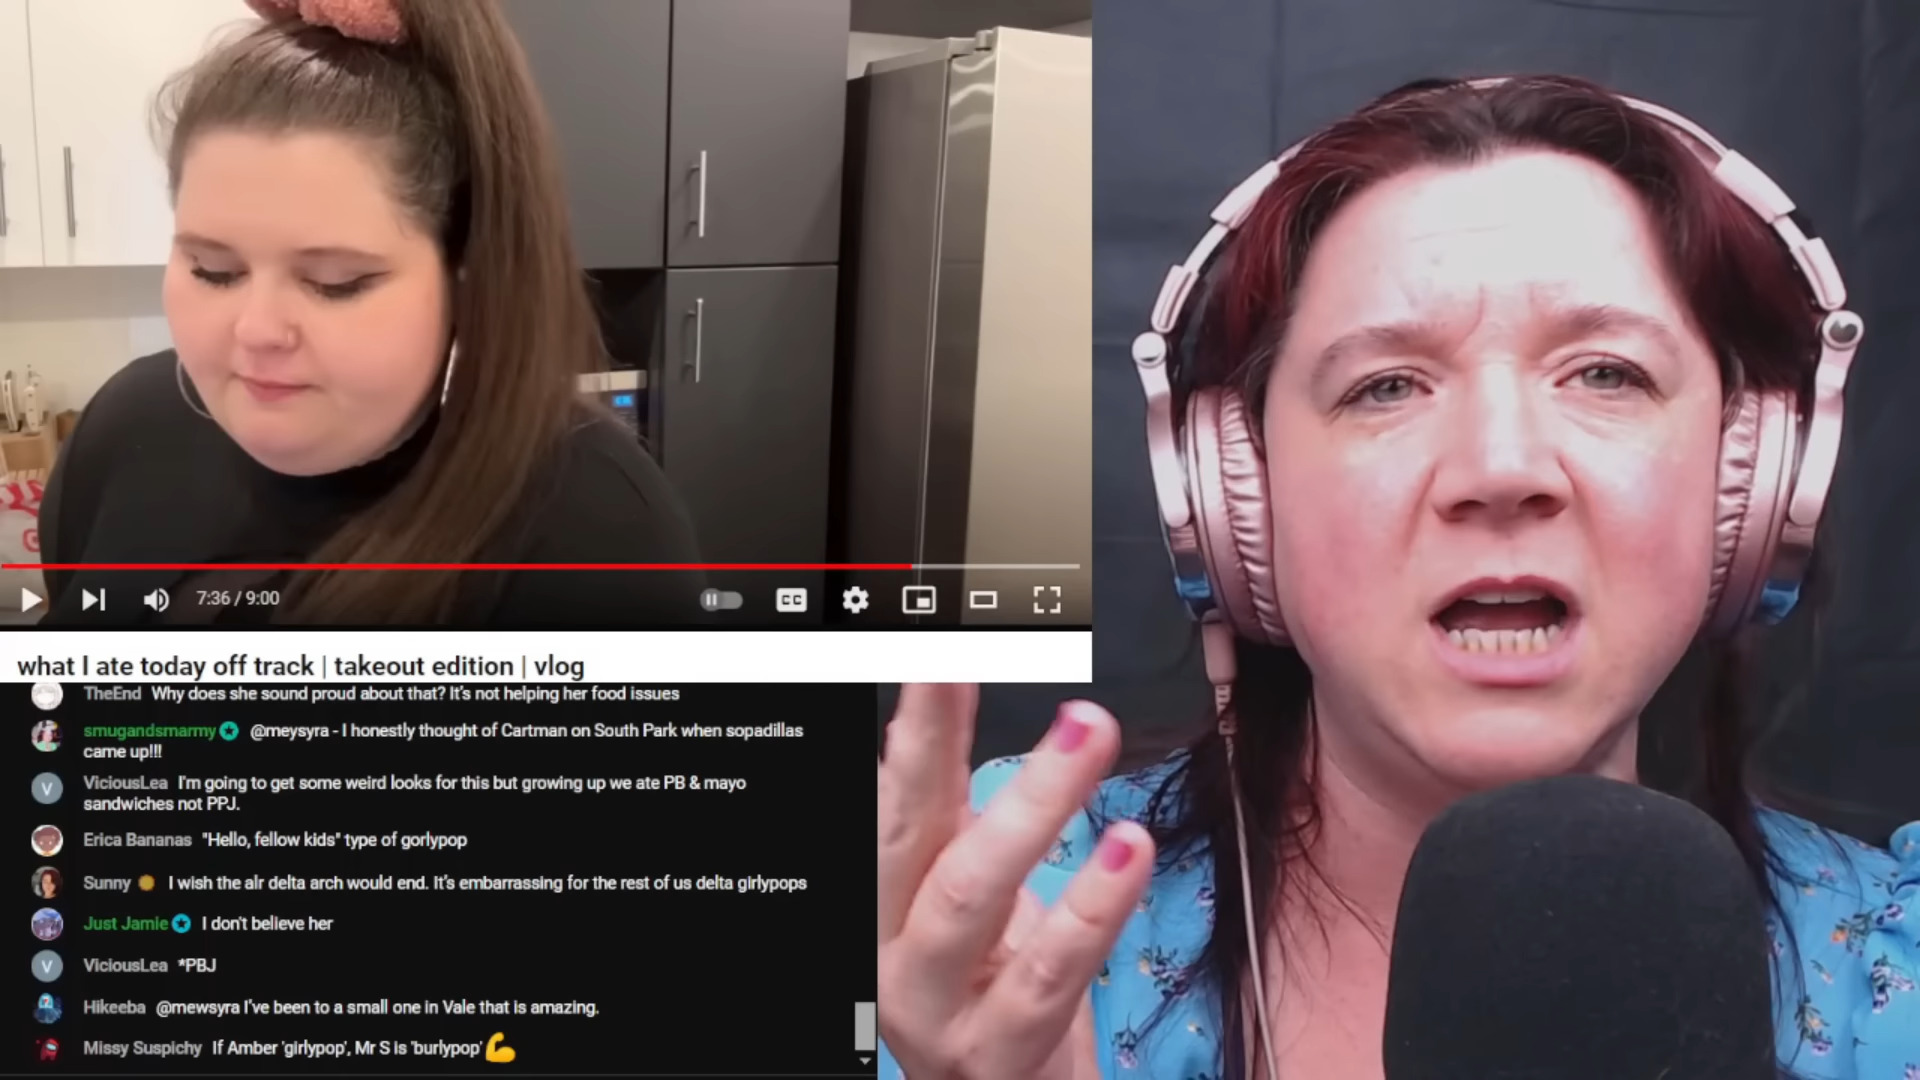 7:36 / 9:00
CC
what I ate today off track | takeout edition | vlog
TheEnd Why does she sound proud about that? It's not helping her food issues
smugandsmarmy @meysyra - I honestly thought of Cartman on South Park when sopadillas
came up!!!
V ViciousLea I'm going to get some weird looks for this but growing up we ate PB & mayo
sandwiches not PPJ.
Erica Bananas "Hello, fellow kids" type of gorlypop
Sunny I wish the alr delta arch would end. It's embarrassing for the rest of us delta girlypops
Just Jamie I don't believe her
V ViciousLea *PBJ
Hikeeba @mewsyra I've been to a small one in Vale that is amazing.
Missy Suspichy If Amber 'girlypop', Mr S is 'burlypop' 💪